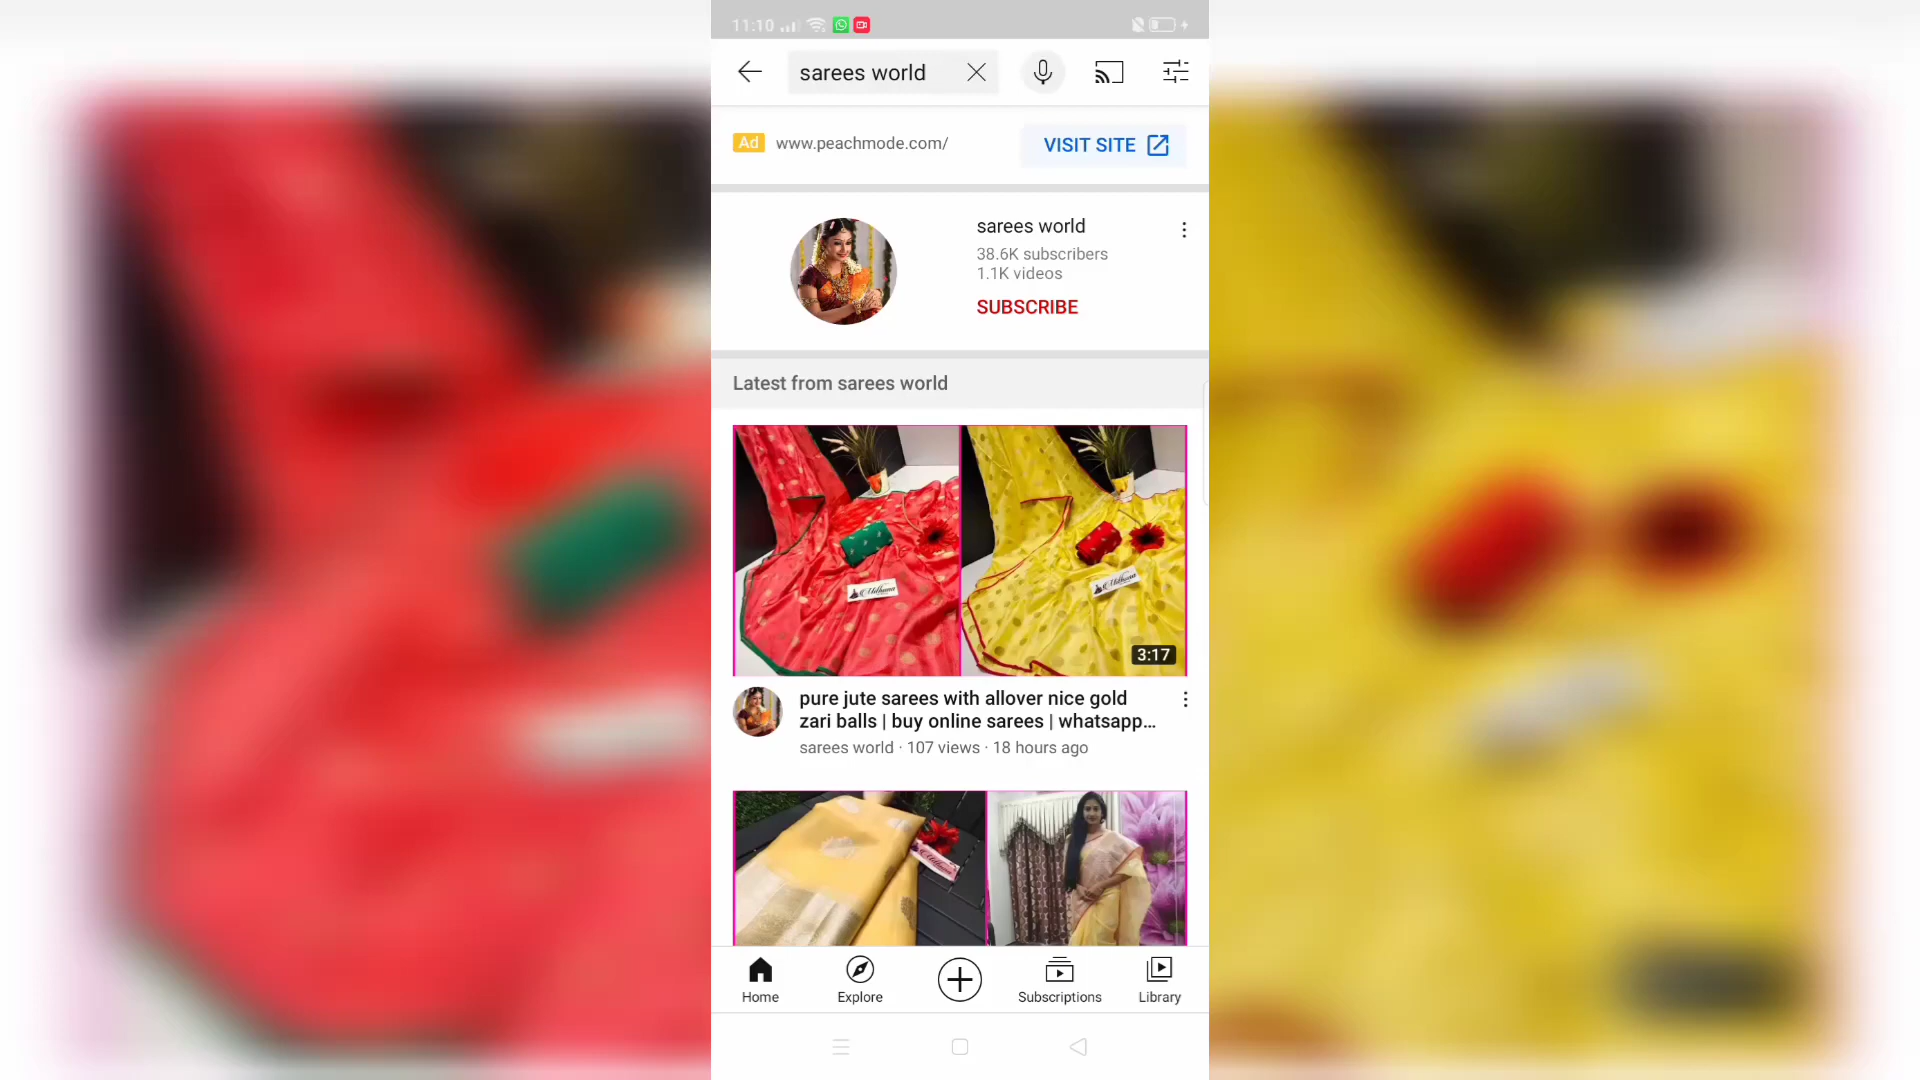 11:10
sarees world
Ad www.peachmode.com/ VISIT SITE
sarees world
38.6K subscribers
1.1K videos
SUBSCRIBE
Latest from sarees world
3:17
pure jute sarees with allover nice gold
zari balls | buy online sarees | whatsapp...
sarees world · 107 views · 18 hours ago
Home Explore Subscriptions Library